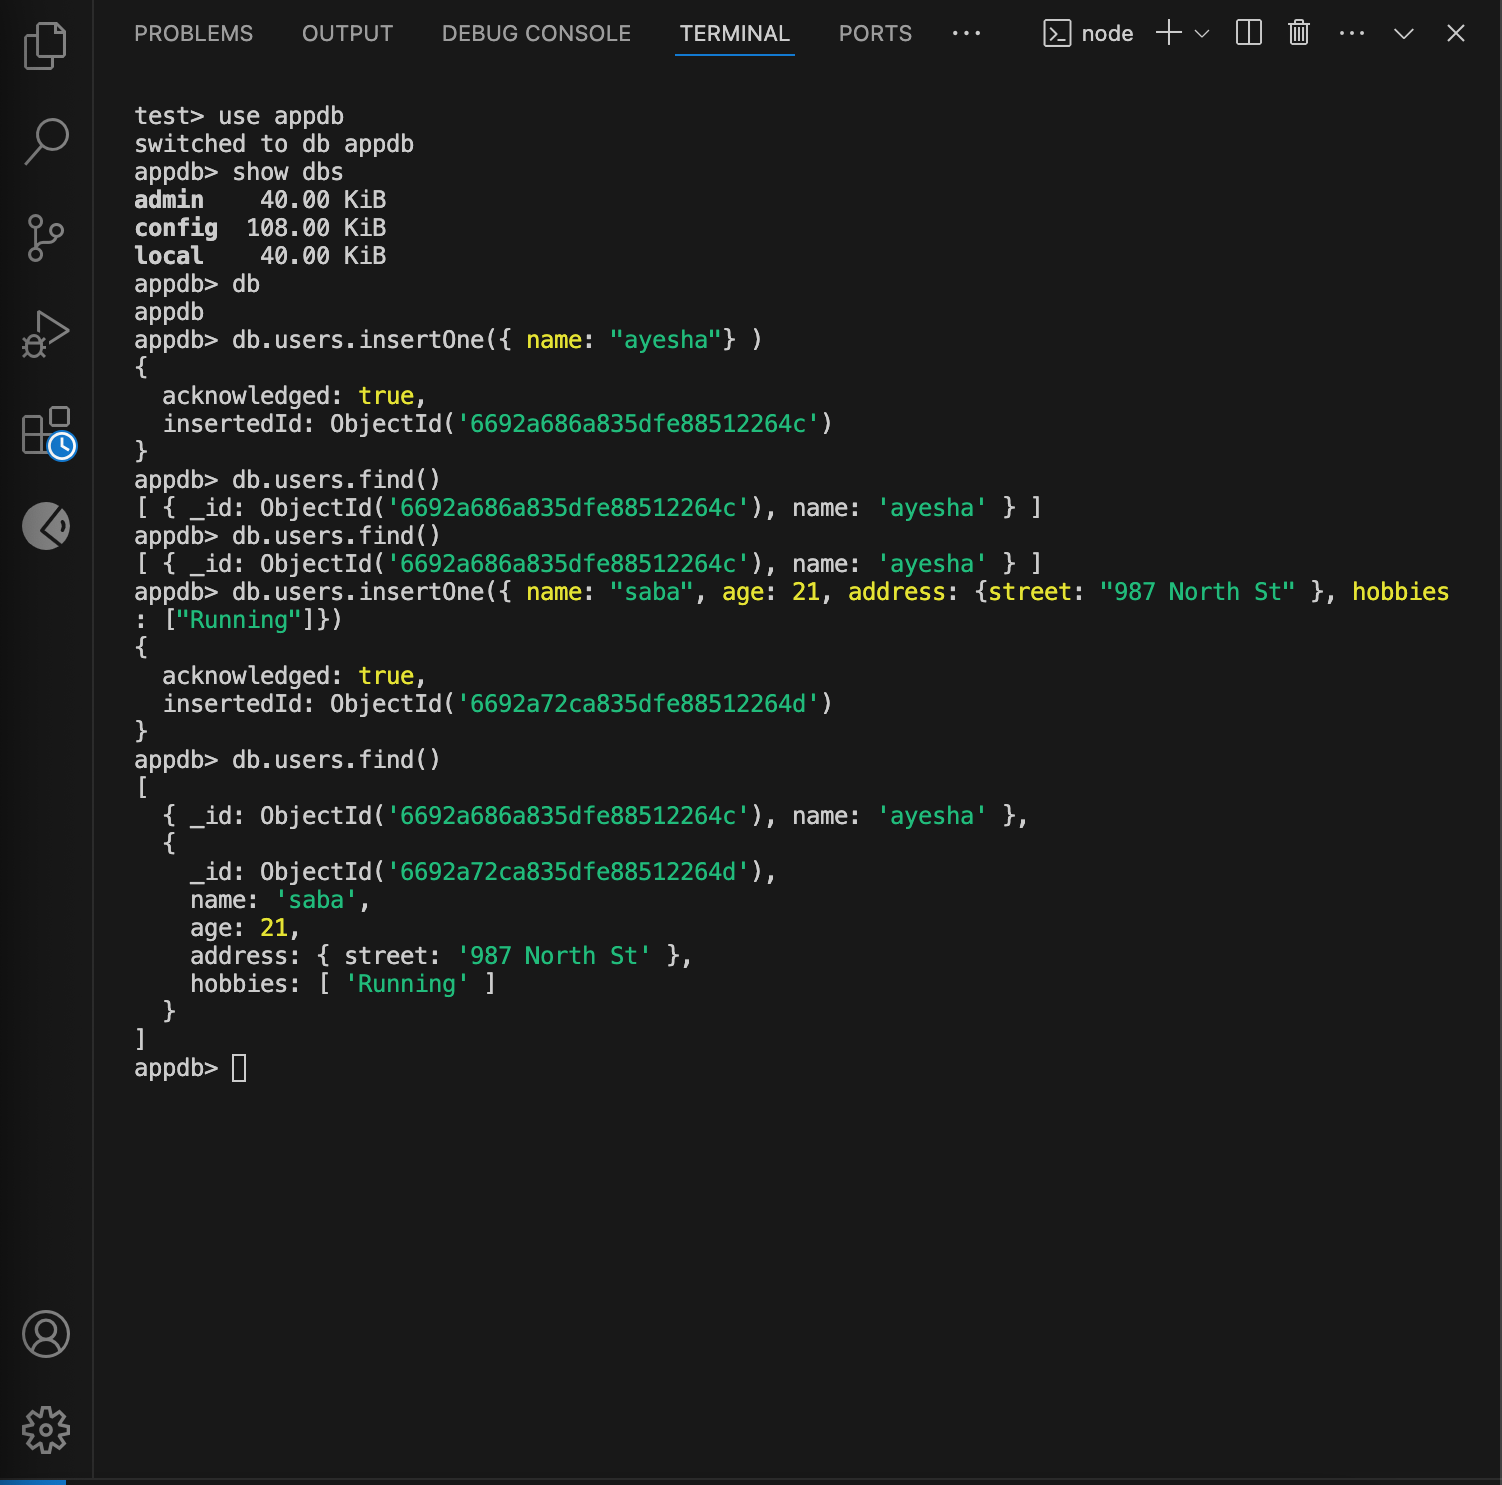 PROBLEMS OUTPUT DEBUG CONSOLE TERMINAL PORTS ··· node
test> use appdb
switched to db appdb
appdb> show dbs
admin    40.00 KiB
config  108.00 KiB
local    40.00 KiB
appdb> db
appdb
appdb> db.users.insertOne({ name: "ayesha"} )
{
  acknowledged: true,
  insertedId: ObjectId('6692a686a835dfe88512264c')
}
appdb> db.users.find()
[ { _id: ObjectId('6692a686a835dfe88512264c'), name: 'ayesha' } ]
appdb> db.users.find()
[ { _id: ObjectId('6692a686a835dfe88512264c'), name: 'ayesha' } ]
appdb> db.users.insertOne({ name: "saba", age: 21, address: {street: "987 North St" }, hobbies
: ["Running"]})
{
  acknowledged: true,
  insertedId: ObjectId('6692a72ca835dfe88512264d')
}
appdb> db.users.find()
[
  { _id: ObjectId('6692a686a835dfe88512264c'), name: 'ayesha' },
  {
    _id: ObjectId('6692a72ca835dfe88512264d'),
    name: 'saba',
    age: 21,
    address: { street: '987 North St' },
    hobbies: [ 'Running' ]
  }
]
appdb>